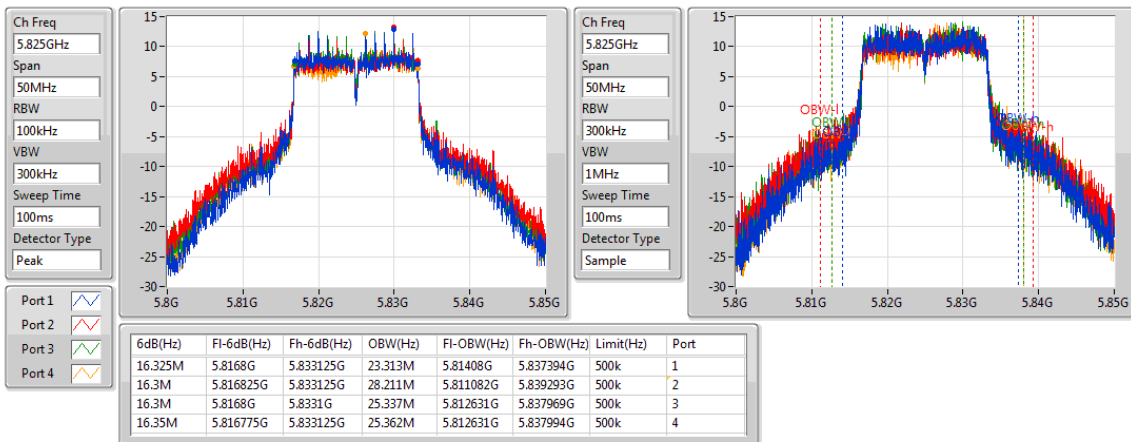 Ch Freq
5.825GHz
Span
50MHz
RBW
100kHz
VBW
300kHz
Sweep Time
100ms
Detector Type
Peak
15
10
5
0
-5
-10
-15
-20
-25
-30
5.8G 5.81G 5.82G 5.83G 5.84G 5.85G
Ch Freq
5.825GHz
Span
50MHz
RBW
300kHz
VBW
1MHz
Sweep Time
100ms
Detector Type
Sample
15
10
5
0
-5
-10
-15
-20
-25
-30
OBW-l
5.8G 5.81G 5.82G 5.83G 5.84G 5.85G
Port 1
Port 2
Port 3
Port 4
6dB(Hz) Fl-6dB(Hz) Fh-6dB(Hz) OBW(Hz) Fl-OBW(Hz) Fh-OBW(Hz) Limit(Hz) Port
16.325M 5.8168G 5.833125G 23.313M 5.81408G 5.837394G 500k 1
16.3M 5.816825G 5.833125G 28.211M 5.811082G 5.839293G 500k 2
16.3M 5.8168G 5.8331G 25.337M 5.812631G 5.837969G 500k 3
16.35M 5.816775G 5.833125G 25.362M 5.812631G 5.837994G 500k 4